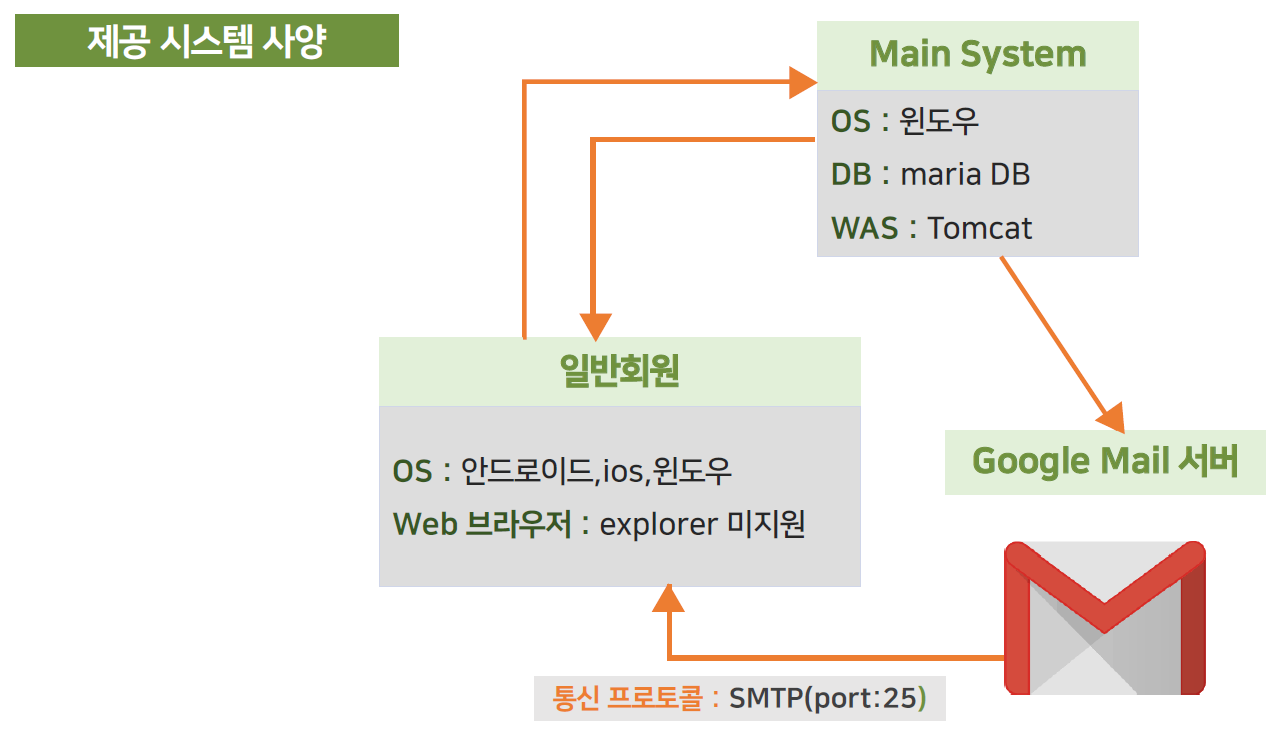 제공 시스템 사양
Main System
OS : 윈도우
DB : maria DB
WAS : Tomcat
일반회원
OS : 안드로이드,ios,윈도우
Web 브라우저 : explorer 미지원
Google Mail 서버
통신 프로토콜 : SMTP(port:25)